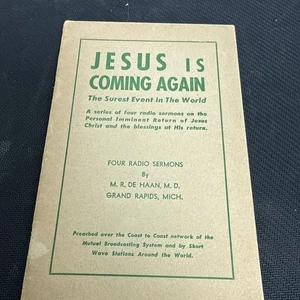 JESUS IS
COMING AGAIN
The Surest Event in The World
A series of four radio sermons on the
Personal Imminent Return of Jesus
Christ and the blessings at His return.
FOUR RADIO SERMONS
By
M. R. DE HAAN, M. D.
GRAND RAPIDS, MICH.
Preached over the Coast to Coast network of the
Mutual Broadcasting System and by Short
Wave Stations Around the World.